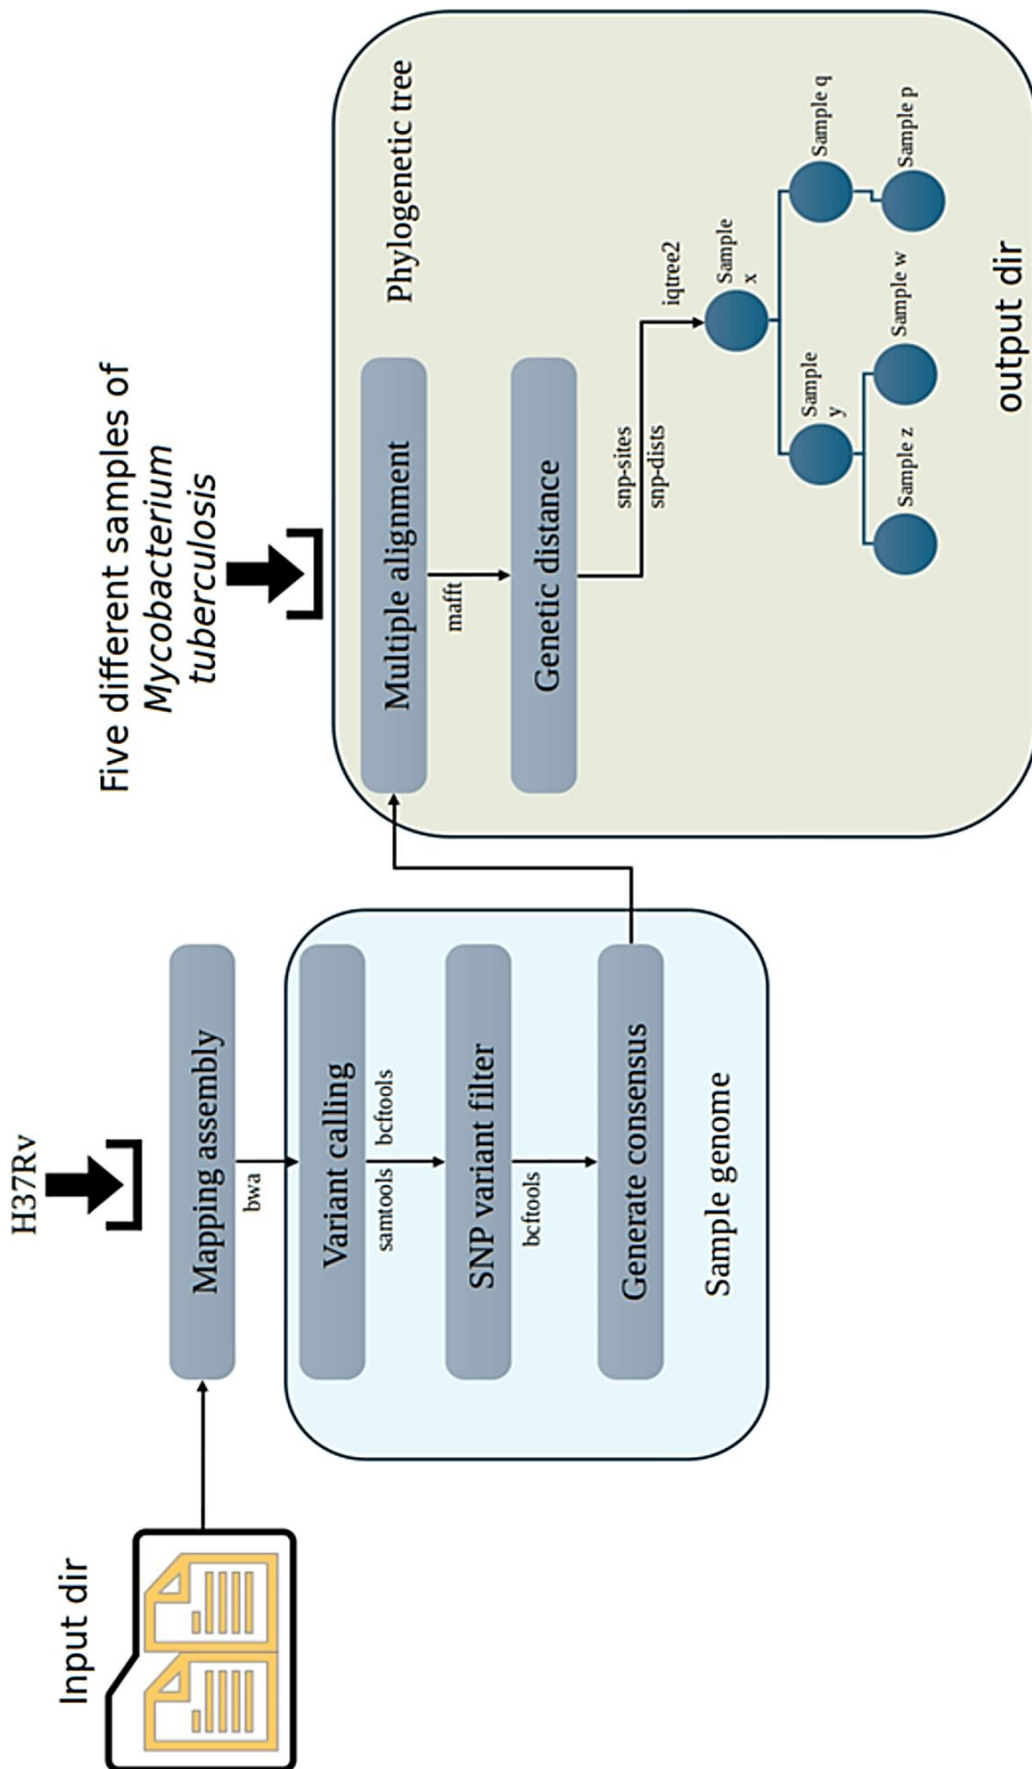 Input dir
H37Rv
Mapping assembly
bwa
Variant calling
samtools
bcftools
SNP variant filter
bcftools
Generate consensus
Sample genome
Five different samples of
Mycobacterium
tuberculosis
Phylogenetic tree
Multiple alignment
mafft
Genetic distance
snp-sites
snp-dists
iqtree2
Sample
x
Sample
y
Sample q
Sample z
Sample w
Sample p
output dir